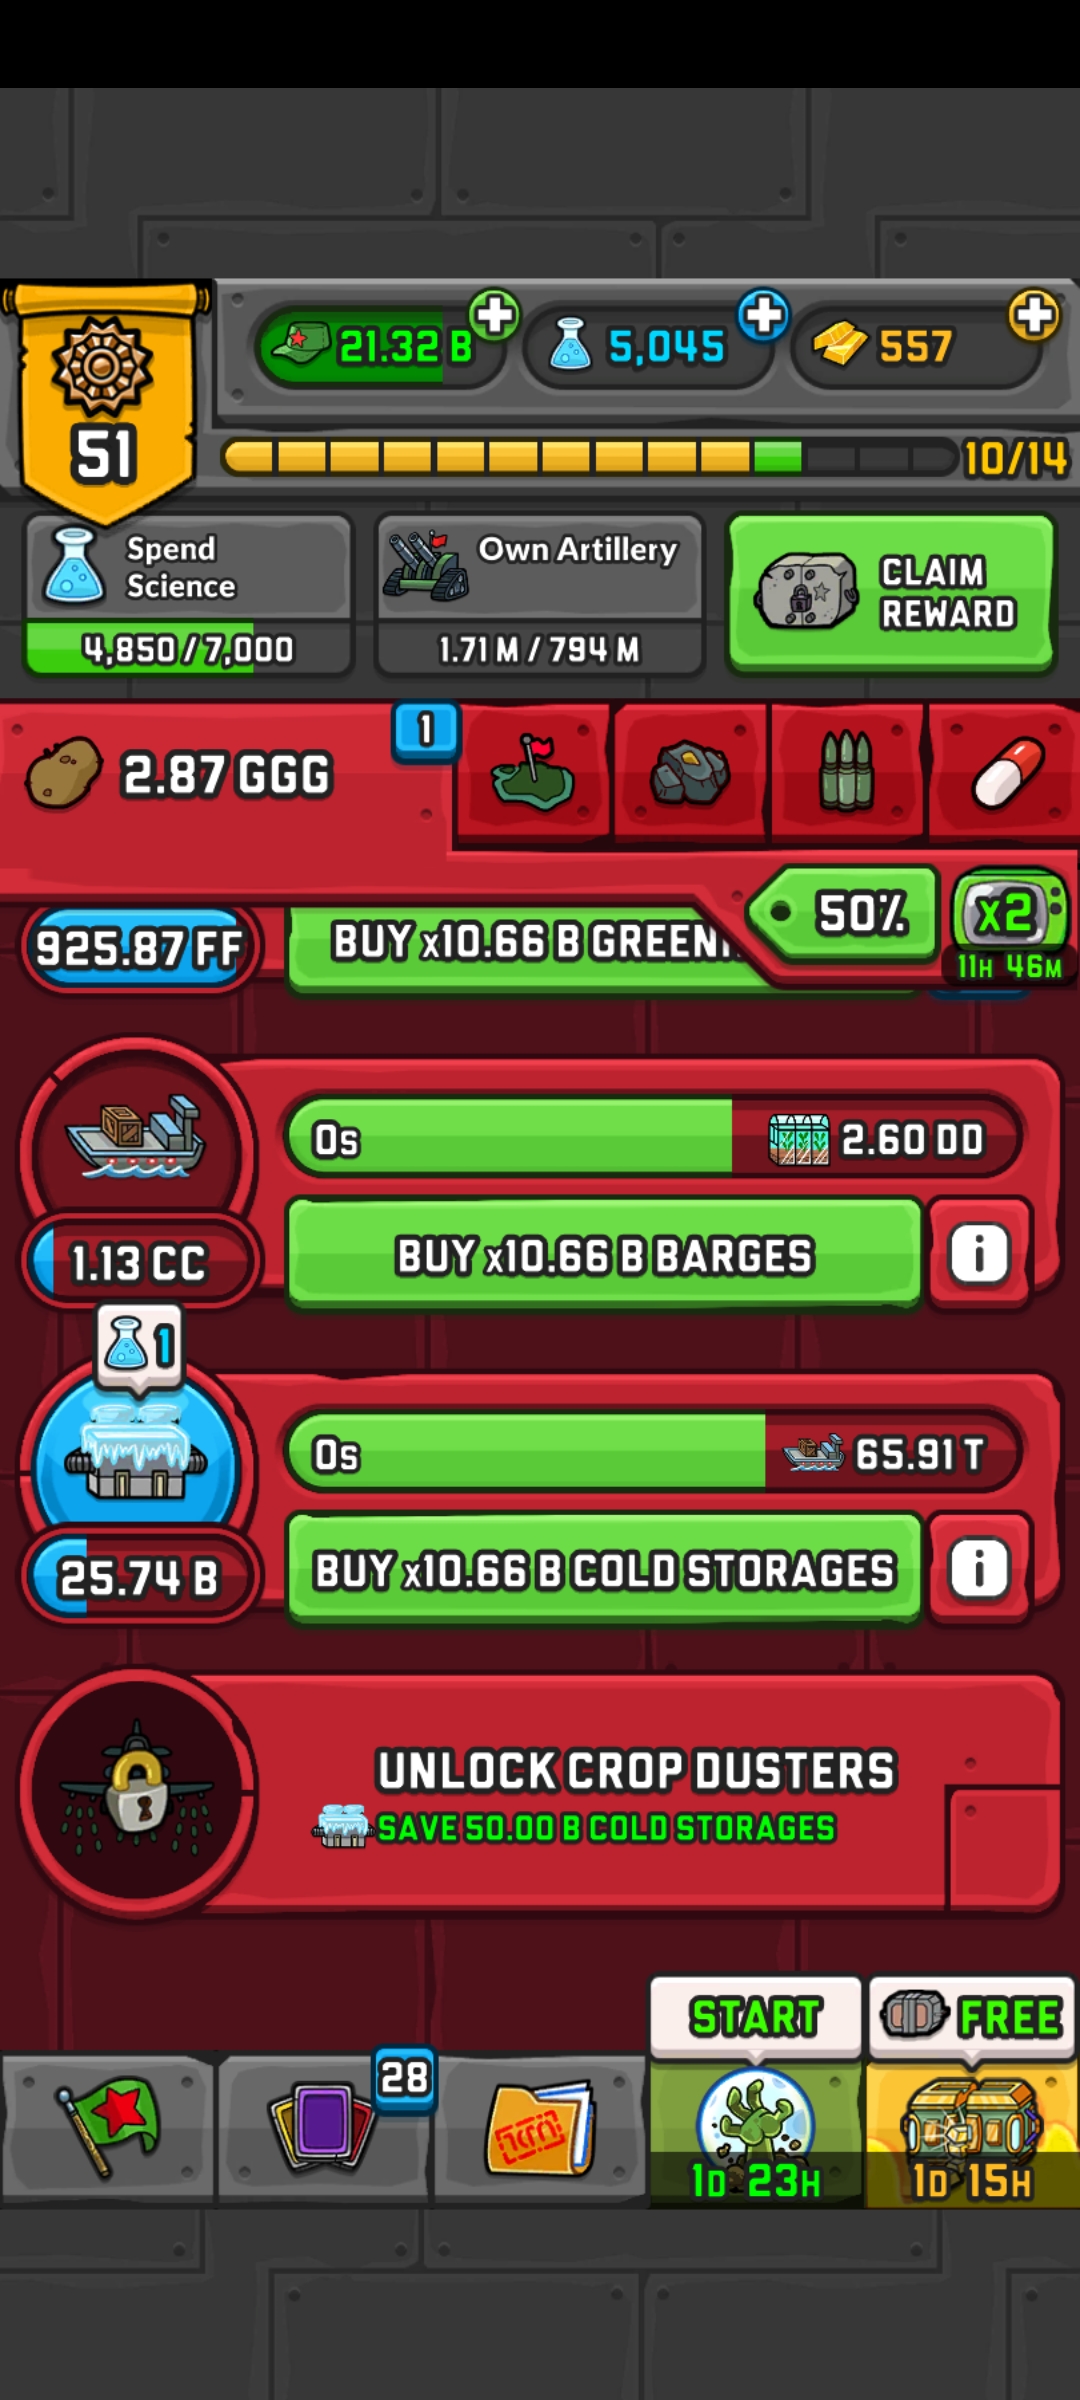 21.32 B
5,045
557
51
10/14
Spend
Science
4,850/7,000
Own Artillery
1.71 M / 794 M
CLAIM
REWARD
2.87 GGG
1
50%
x2
11H 46M
925.87 FF
BUY x10.66 B
0s
2.60 DD
1.13 CC
BUY x10.66 B BARGES
i
1
0s
65.91 T
25.74 B
BUY x10.66 B COLD STORAGES
i
UNLOCK CROP DUSTERS
SAVE 50.00 B COLD STORAGES
START
FREE
28
1D 23H
1D 15H